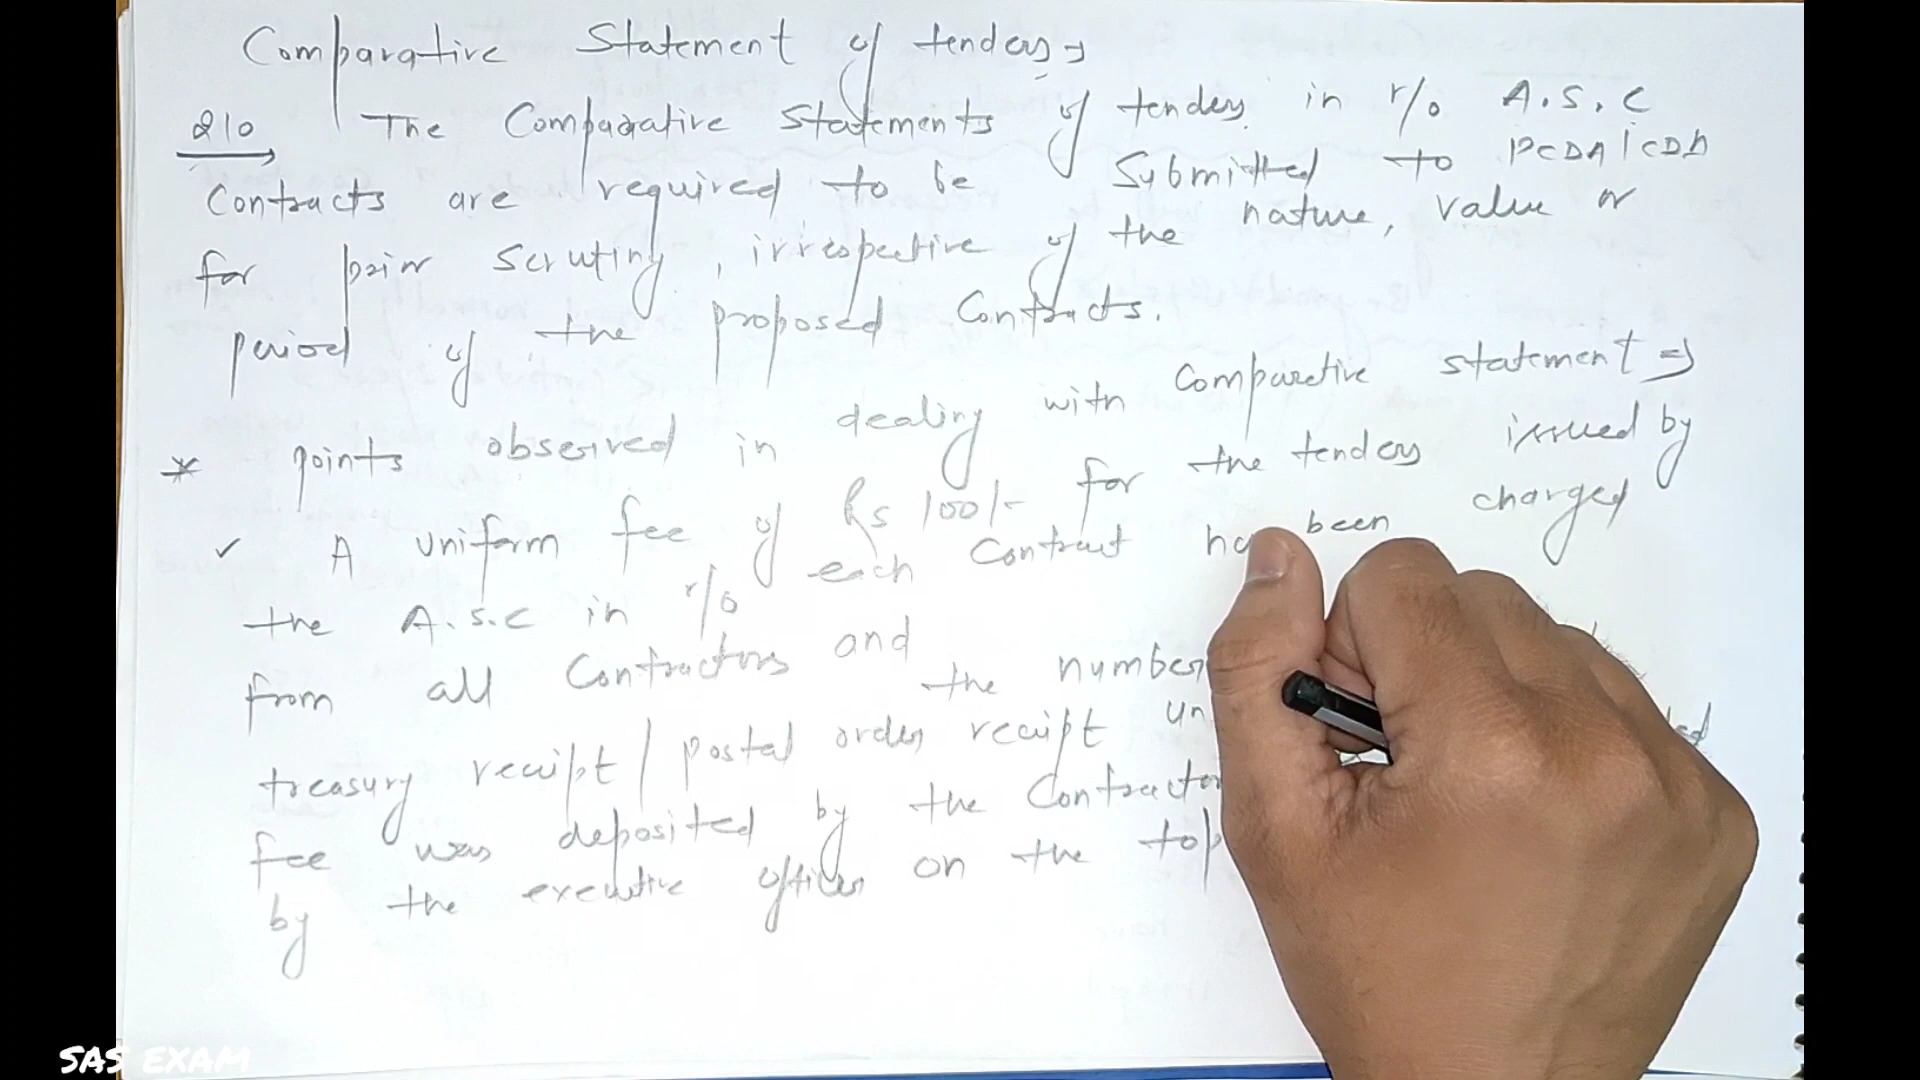 Comparative Statement of tenders →
210 The Comparative Statements of tenders in r/o A.S.C
Contracts are required to be Submitted to PCDA/CDA
for prior scrutiny, irrespective of the nature, value or
period of the proposed Contracts.
* points observed in dealing with Comparative statement ⇒
✓ A uniform fee of Rs 100/- for the tenders issued by
the A.S.C in r/o each Contract been charged
from all Contractors and the number
treasury receipt / postal order receipt
fee was deposited by the Contractor
by the executive officer on the top
SAS EXAM